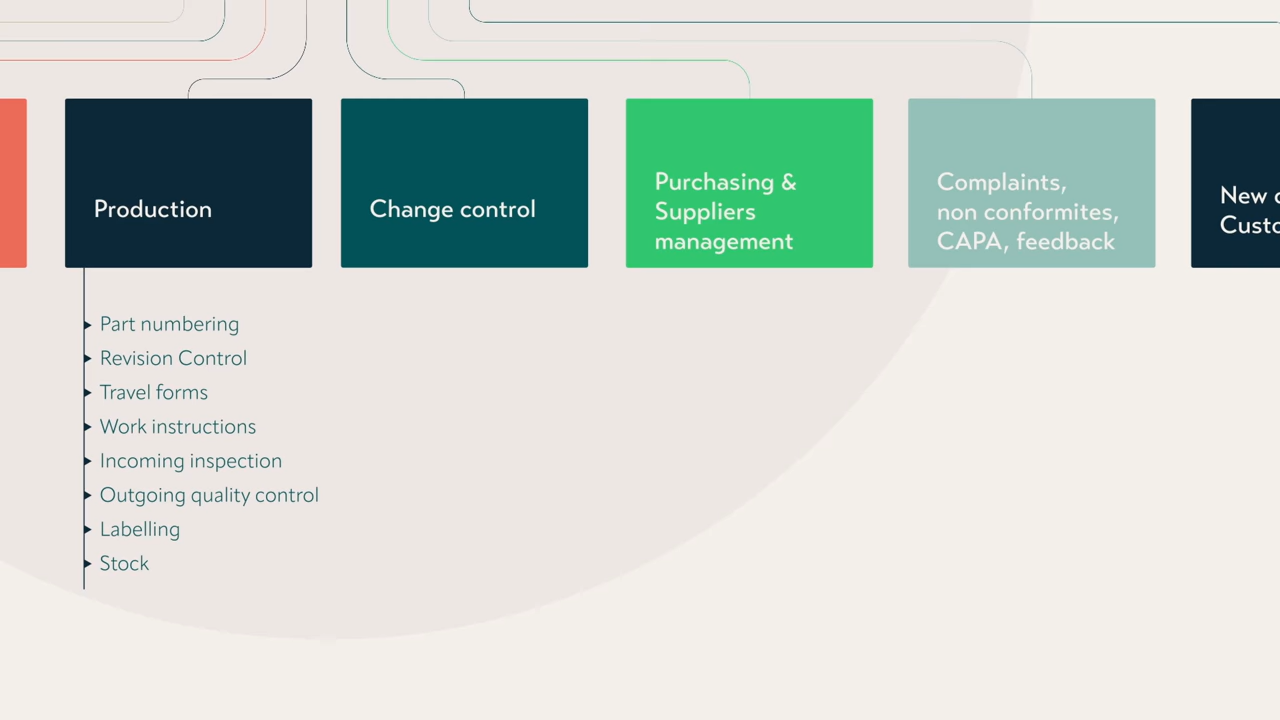 Production
Change control
Purchasing &
Suppliers
management
Complaints,
non conformites,
CAPA, feedback
New
Part numbering
Revision Control
Travel forms
Work instructions
Incoming inspection
Outgoing quality control
Labelling
Stock